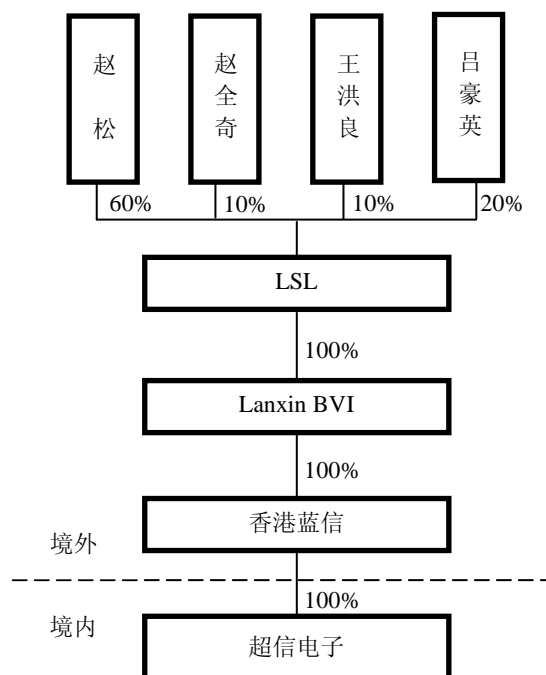 赵松
赵全奇
王洪良
吕豪英
60%
10%
10%
20%
LSL
100%
Lanxin BVI
100%
香港蓝信
境外
100%
境内
超信电子